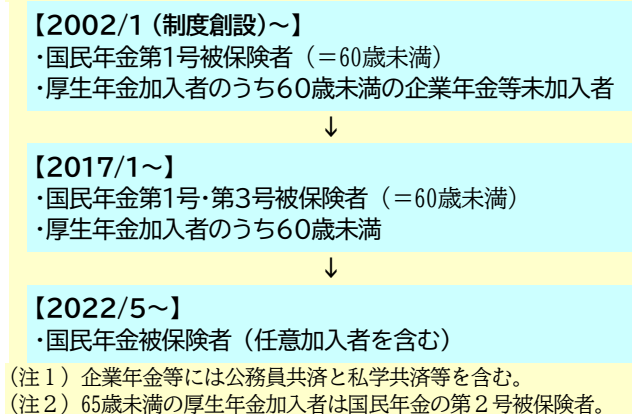 【2002/1（制度創設）～】
・国民年金第1号被保険者（＝60歳未満）
・厚生年金加入者のうち60歳未満の企業年金等未加入者
↓
【2017/1～】
・国民年金第1号・第3号被保険者（＝60歳未満）
・厚生年金加入者のうち60歳未満
↓
【2022/5～】
・国民年金被保険者（任意加入者を含む）
（注１）企業年金等には公務員共済と私学共済等を含む。
（注２）65歳未満の厚生年金加入者は国民年金の第２号被保険者。